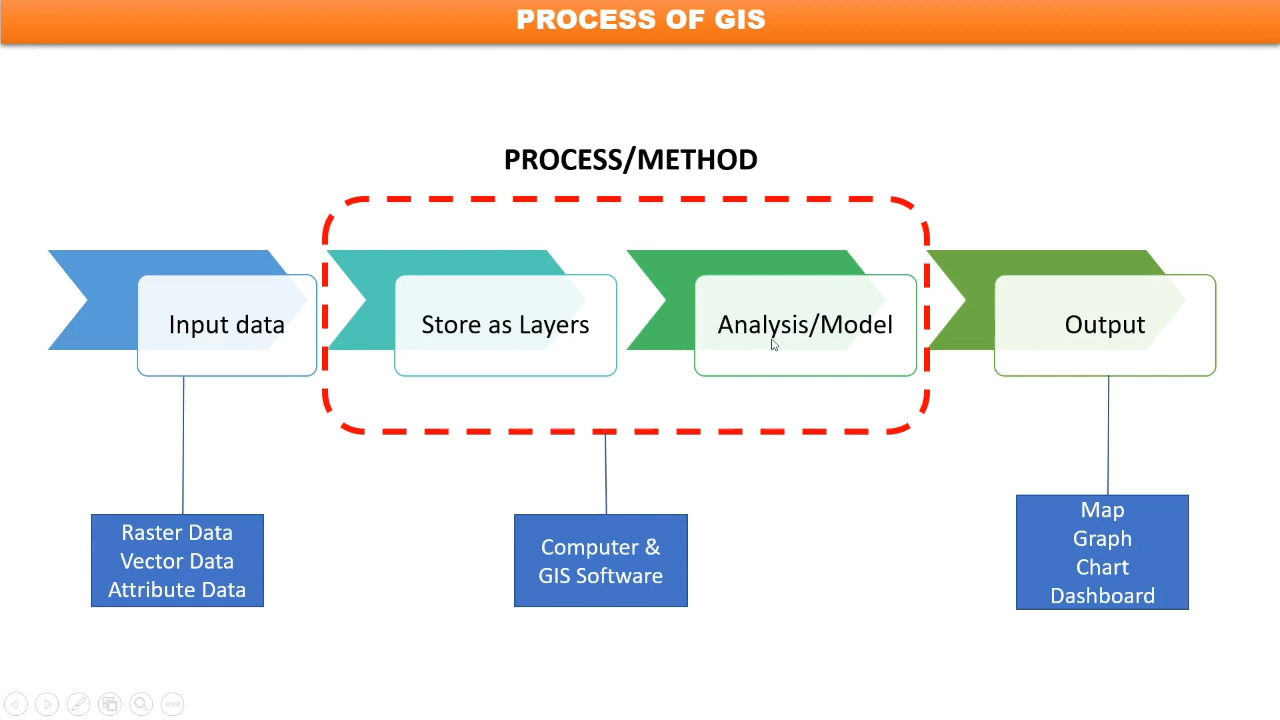 PROCESS OF GIS
PROCESS/METHOD
Input data
Store as Layers
Analysis/Model
Output
Raster Data
Vector Data
Attribute Data
Computer &
GIS Software
Map
Graph
Chart
Dashboard